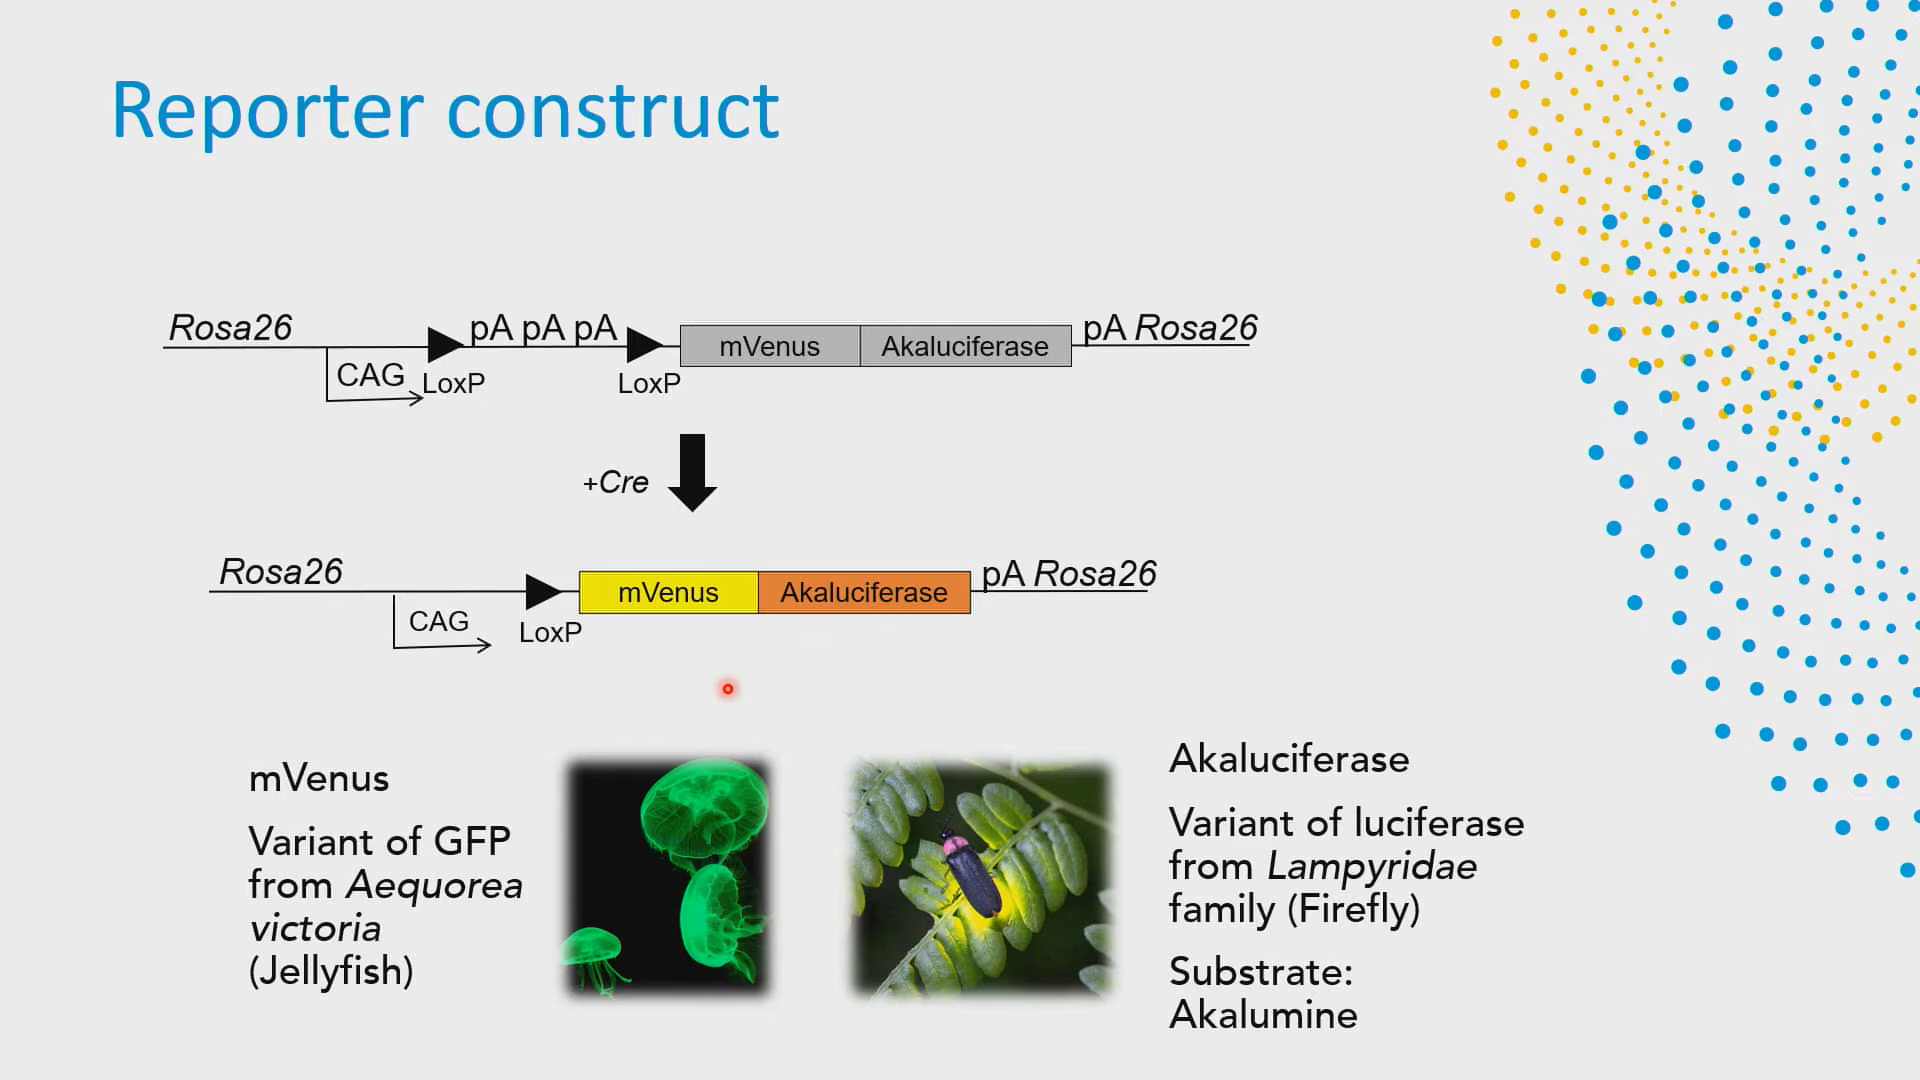 Reporter construct
Rosa26 pA pA pA mVenus Akaluciferase pA Rosa26
CAG LoxP LoxP
+Cre
Rosa26 mVenus Akaluciferase pA Rosa26
CAG LoxP
mVenus
Variant of GFP
from Aequorea
victoria
(Jellyfish)
Akaluciferase
Variant of luciferase
from Lampyridae
family (Firefly)
Substrate:
Akalumine